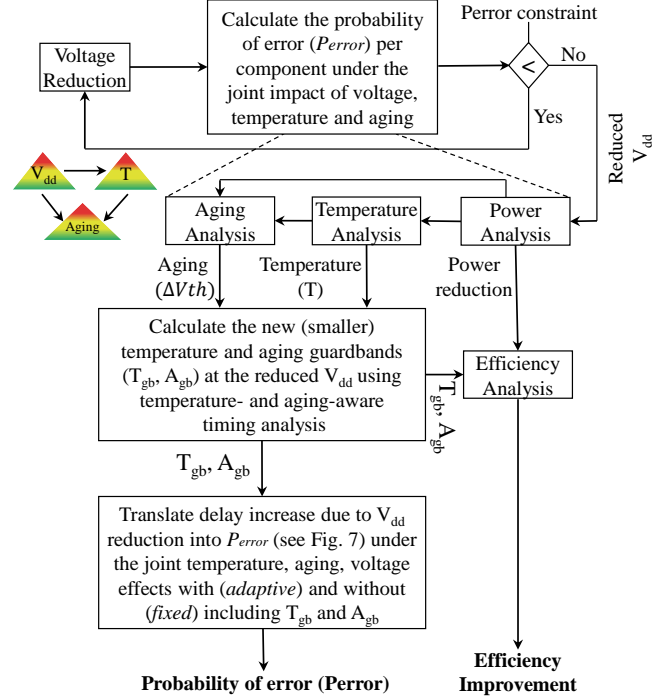 Calculate the probability
of error (Perror) per
component under the
joint impact of voltage,
temperature and aging
Perror constraint
Voltage
Reduction
<
No
Yes
Reduced
Vdd
Vdd
T
Aging
Aging
Analysis
Temperature
Analysis
Power
Analysis
Aging
(ΔVth)
Temperature
(T)
Power
reduction
Calculate the new (smaller)
temperature and aging guardbands
(Tgb, Agb) at the reduced Vdd using
temperature- and aging-aware
timing analysis
Tgb, Agb
Efficiency
Analysis
Tgb, Agb
Translate delay increase due to Vdd
reduction into Perror (see Fig. 7) under
the joint temperature, aging, voltage
effects with (adaptive) and without
(fixed) including Tgb and Agb
Probability of error (Perror)
Efficiency
Improvement